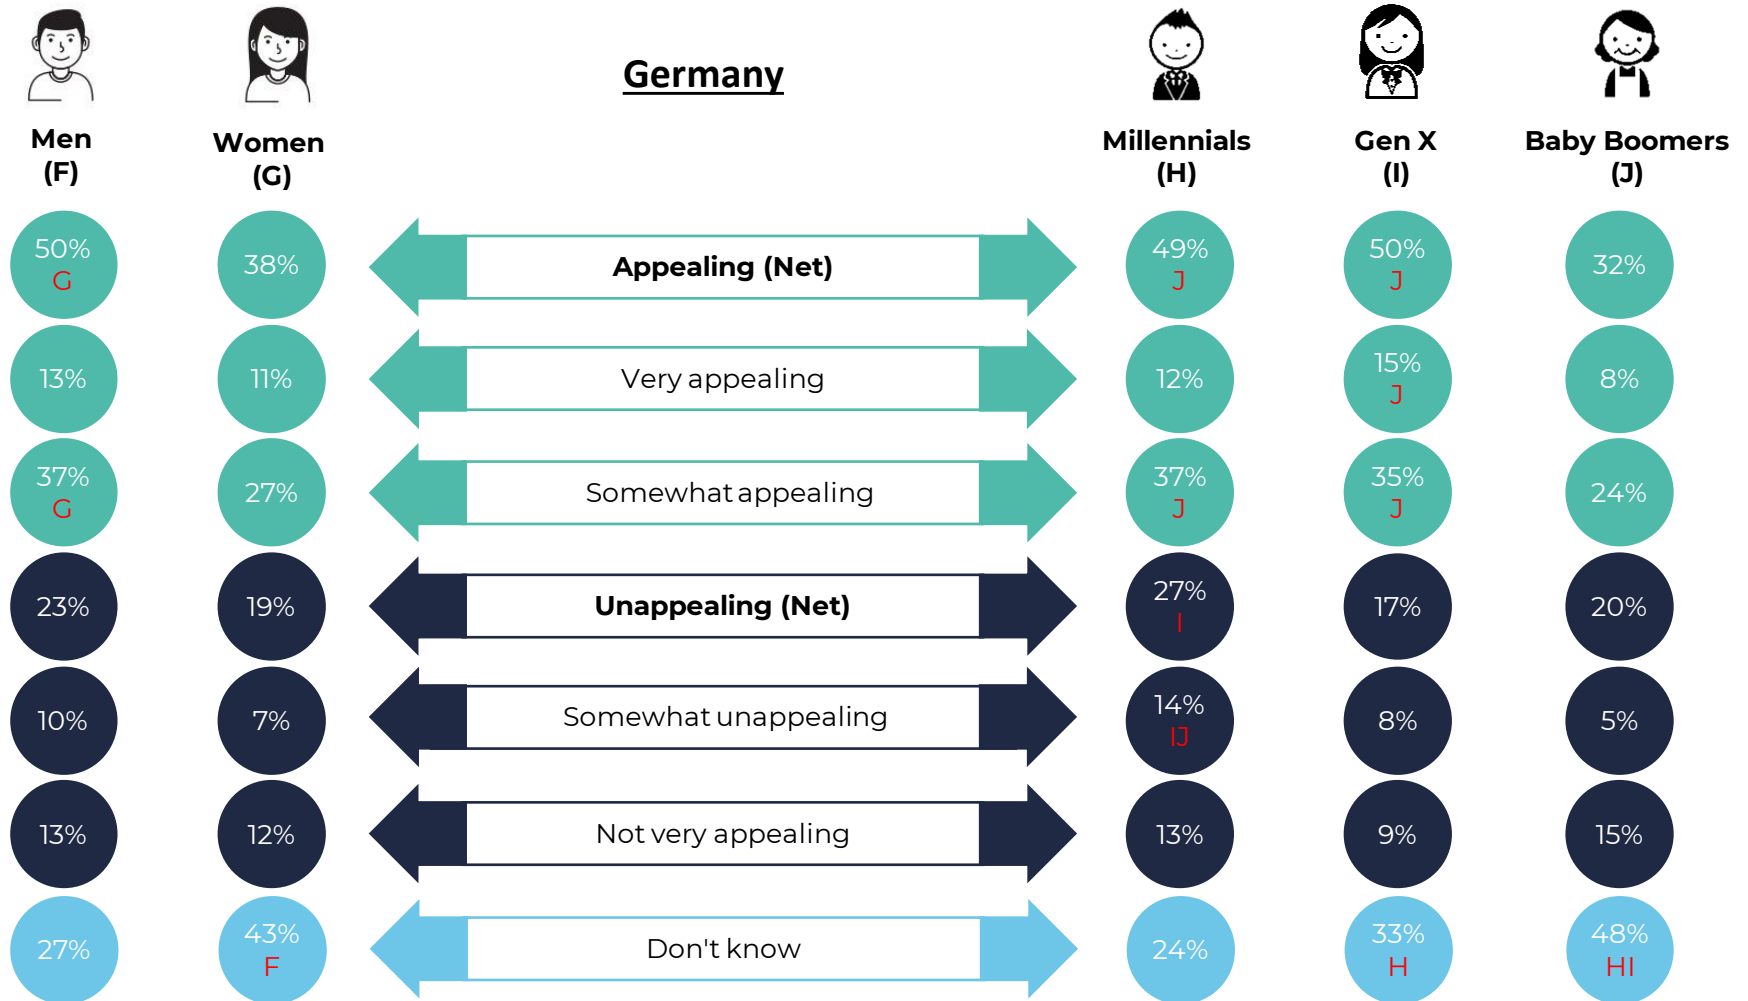 Germany
Men
(F)
Women
(G)
Millennials
(H)
Gen X
(I)
Baby Boomers
(J)
50%
G
38%
Appealing (Net)
49%
J
50%
J
32%
13%
11%
Very appealing
12%
15%
J
8%
37%
G
27%
Somewhat appealing
37%
J
35%
J
24%
23%
19%
Unappealing (Net)
27%
I
17%
20%
10%
7%
Somewhat unappealing
14%
IJ
8%
5%
13%
12%
Not very appealing
13%
9%
15%
27%
43%
F
Don't know
24%
33%
H
48%
HI